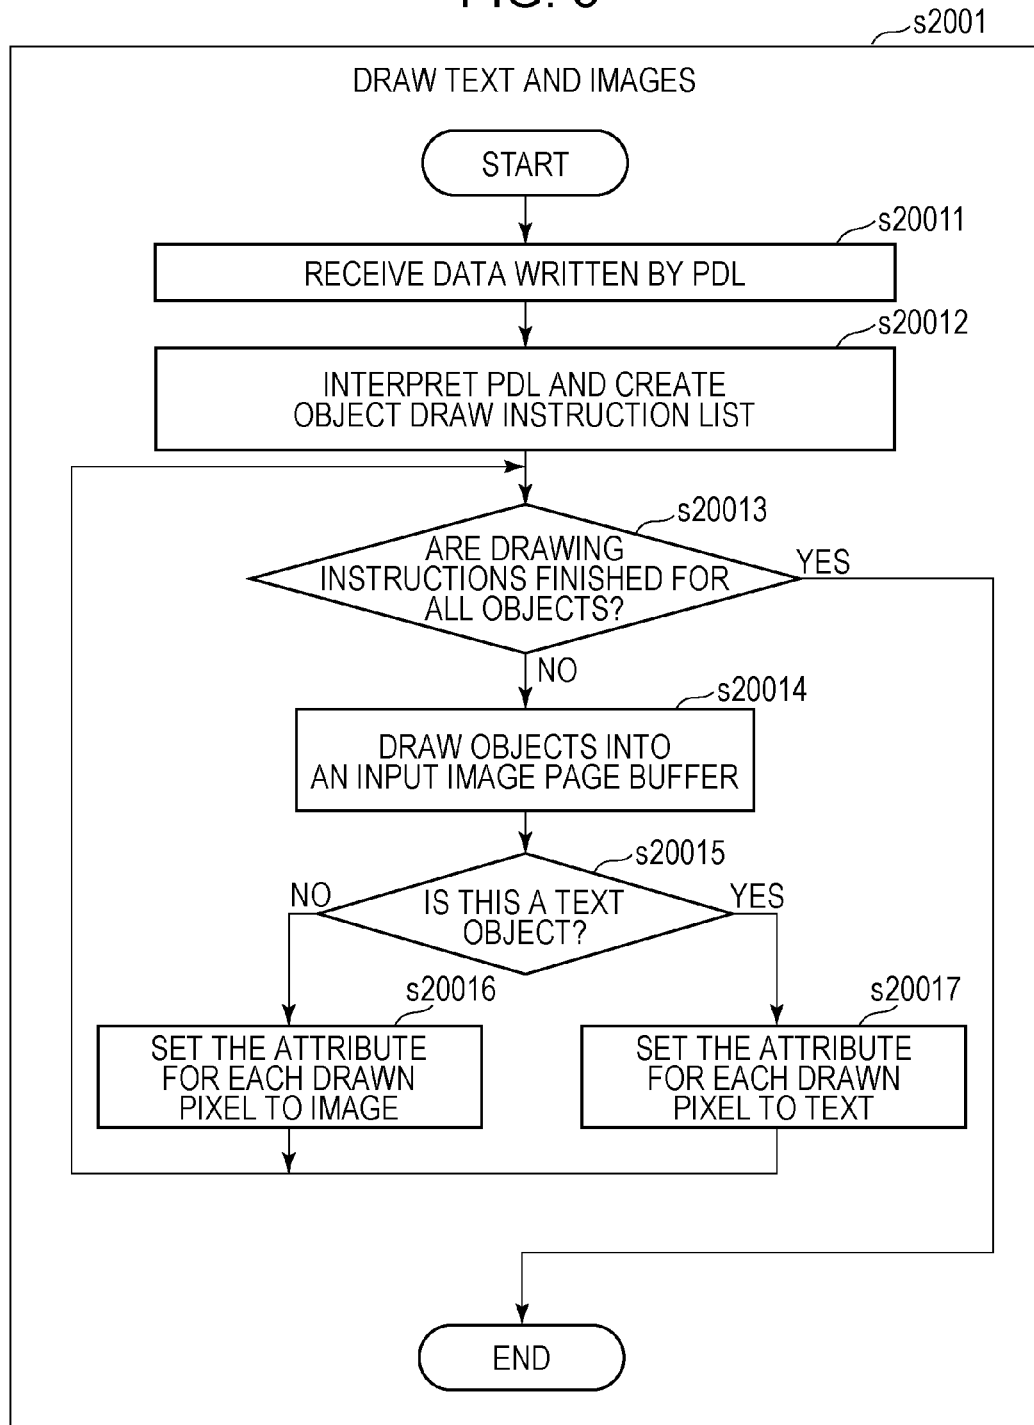 s2001
DRAW TEXT AND IMAGES
START
s20011
RECEIVE DATA WRITTEN BY PDL
s20012
INTERPRET PDL AND CREATE
OBJECT DRAW INSTRUCTION LIST
s20013
ARE DRAWING
INSTRUCTIONS FINISHED FOR
ALL OBJECTS?
YES
NO
s20014
DRAW OBJECTS INTO
AN INPUT IMAGE PAGE BUFFER
s20015
NO
IS THIS A TEXT
OBJECT?
YES
s20016
SET THE ATTRIBUTE
FOR EACH DRAWN
PIXEL TO IMAGE
s20017
SET THE ATTRIBUTE
FOR EACH DRAWN
PIXEL TO TEXT
END